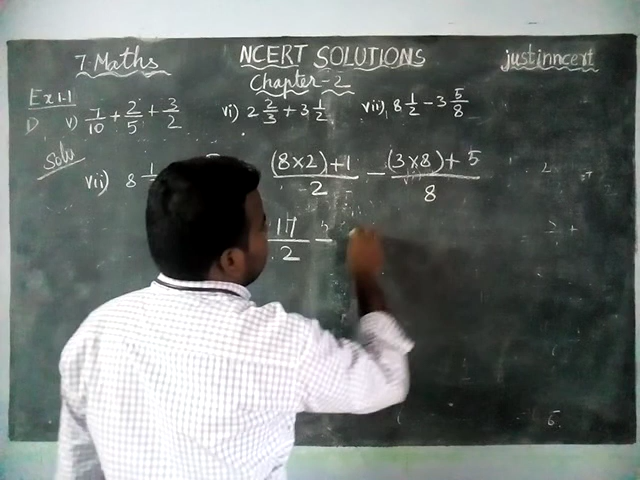 7 Maths NCERT SOLUTIONS justinncert
Chapter-2
Ex 1.1
I) v) 7/10 + 2/5 + 3/2 vi) 2 2/3 + 3 1/2 vii) 8 1/2 - 3 5/8
Soln
vii) 8 1 (8×2)+1/2 - (3×8)+5/8
17/2 -